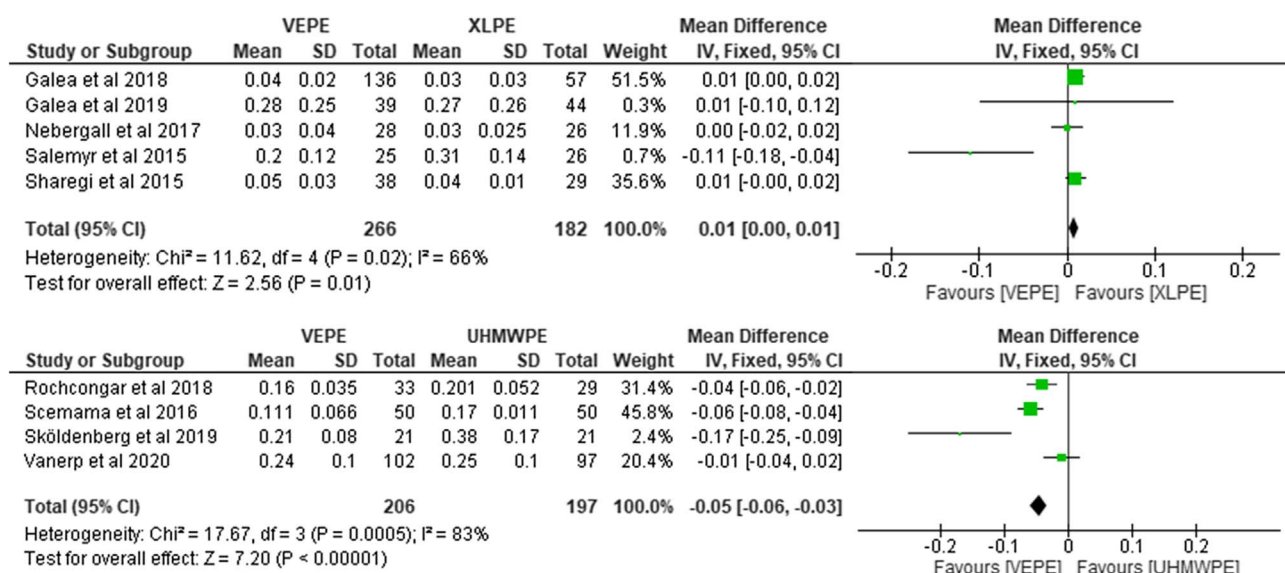 VEPE XLPE Mean Difference Mean Difference
Study or Subgroup Mean SD Total Mean SD Total Weight IV, Fixed, 95% CI IV, Fixed, 95% CI
Galea et al 2018 0.04 0.02 136 0.03 0.03 57 51.5% 0.01 [0.00, 0.02]
Galea et al 2019 0.28 0.25 39 0.27 0.26 44 0.3% 0.01 [-0.10, 0.12]
Nebergall et al 2017 0.03 0.04 28 0.03 0.025 26 11.9% 0.00 [-0.02, 0.02]
Salemyr et al 2015 0.2 0.12 25 0.31 0.14 26 0.7% -0.11 [-0.18, -0.04]
Sharegi et al 2015 0.05 0.03 38 0.04 0.01 29 35.6% 0.01 [-0.00, 0.02]
Total (95% CI) 266 182 100.0% 0.01 [0.00, 0.01]
Heterogeneity: Chi² = 11.62, df = 4 (P = 0.02); I² = 66%
Test for overall effect: Z = 2.56 (P = 0.01)
-0.2 -0.1 0 0.1 0.2
Favours [VEPE] Favours [XLPE]
VEPE UHMWPE Mean Difference Mean Difference
Study or Subgroup Mean SD Total Mean SD Total Weight IV, Fixed, 95% CI IV, Fixed, 95% CI
Rochcongar et al 2018 0.16 0.035 33 0.201 0.052 29 31.4% -0.04 [-0.06, -0.02]
Scemama et al 2016 0.111 0.066 50 0.17 0.011 50 45.8% -0.06 [-0.08, -0.04]
Sköldenberg et al 2019 0.21 0.08 21 0.38 0.17 21 2.4% -0.17 [-0.25, -0.09]
Vanerp et al 2020 0.24 0.1 102 0.25 0.1 97 20.4% -0.01 [-0.04, 0.02]
Total (95% CI) 206 197 100.0% -0.05 [-0.06, -0.03]
Heterogeneity: Chi² = 17.67, df = 3 (P = 0.0005); I² = 83%
Test for overall effect: Z = 7.20 (P < 0.00001)
-0.2 -0.1 0 0.1 0.2
Favours [VEPE] Favours [UHMWPE]